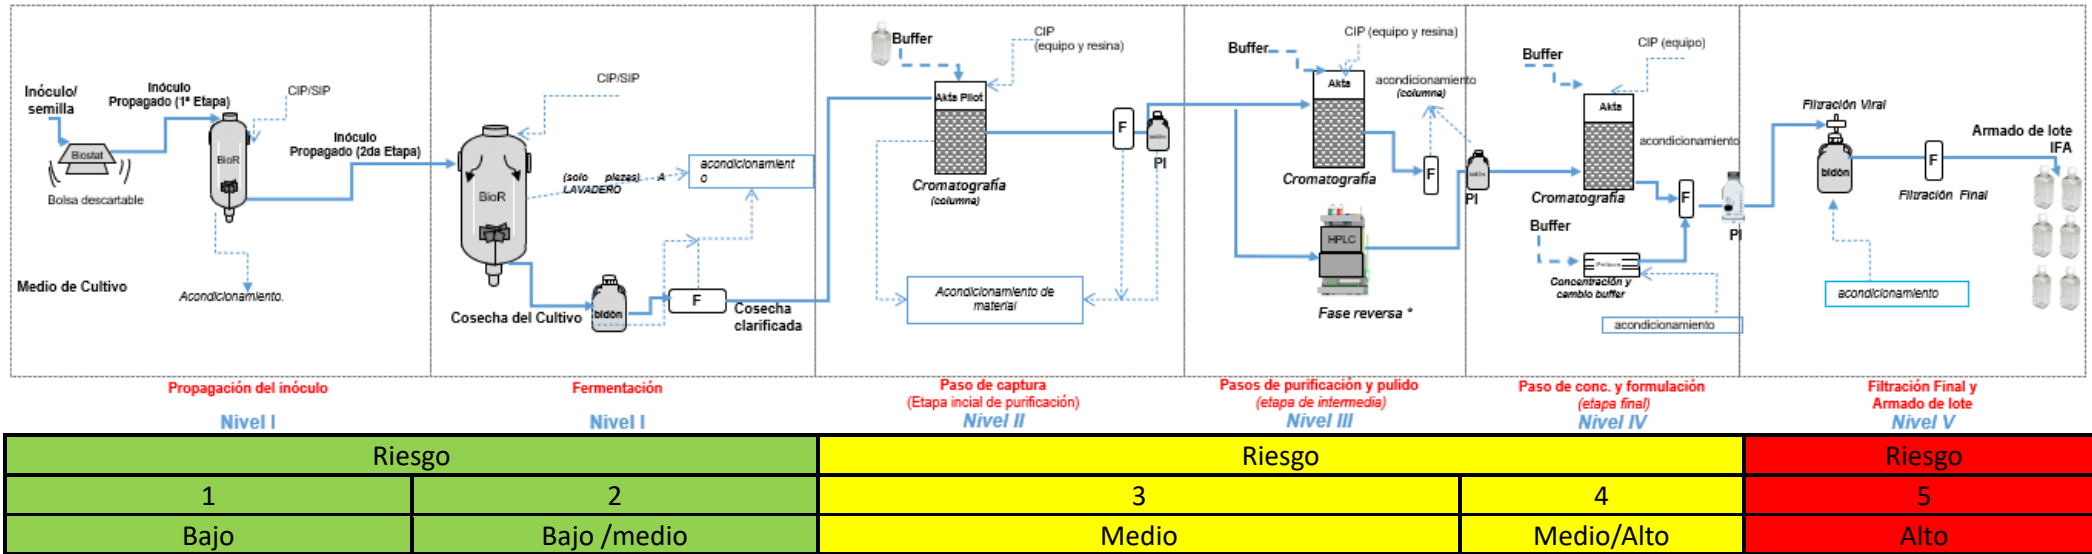 Inóculo/
semilla
Biostat
Bolsa descartable
Medio de Cultivo
Inóculo
Propagado (1ª Etapa)
CIP/SIP
BioR
Acondicionamiento.
Inóculo
Propagado (2da Etapa)
CIP/SIP
BioR
(solo piezas) A
LAVADERO
acondicionamient
o
Cosecha del Cultivo
bidón
F
Cosecha
clarificada
Buffer
CIP
(equipo y resina)
Akta Pilot
Cromatografía
(columna)
F
bidón
PI
Acondicionamiento de
material
Buffer
CIP (equipo y resina)
Akta
acondicionamiento
(columna)
Cromatografía
F
bidón
PI
HPLC
Fase reversa *
Buffer
CIP (equipo)
Akta
acondicionamiento
Cromatografía
F
PI
Buffer
Concentración y
cambio buffer
acondicionamiento
Filtración Viral
bidón
F
Filtración Final
Armado de lote
IFA
acondicionamiento
Propagación del inóculo
Nivel I
Fermentación
Nivel I
Paso de captura
(Etapa incial de purificación)
Nivel II
Pasos de purificación y pulido
(etapa de intermedia)
Nivel III
Paso de conc. y formulación
(etapa final)
Nivel IV
Filtración Final y
Armado de lote
Nivel V
Riesgo
Riesgo
Riesgo
1
2
3
4
5
Bajo
Bajo /medio
Medio
Medio/Alto
Alto